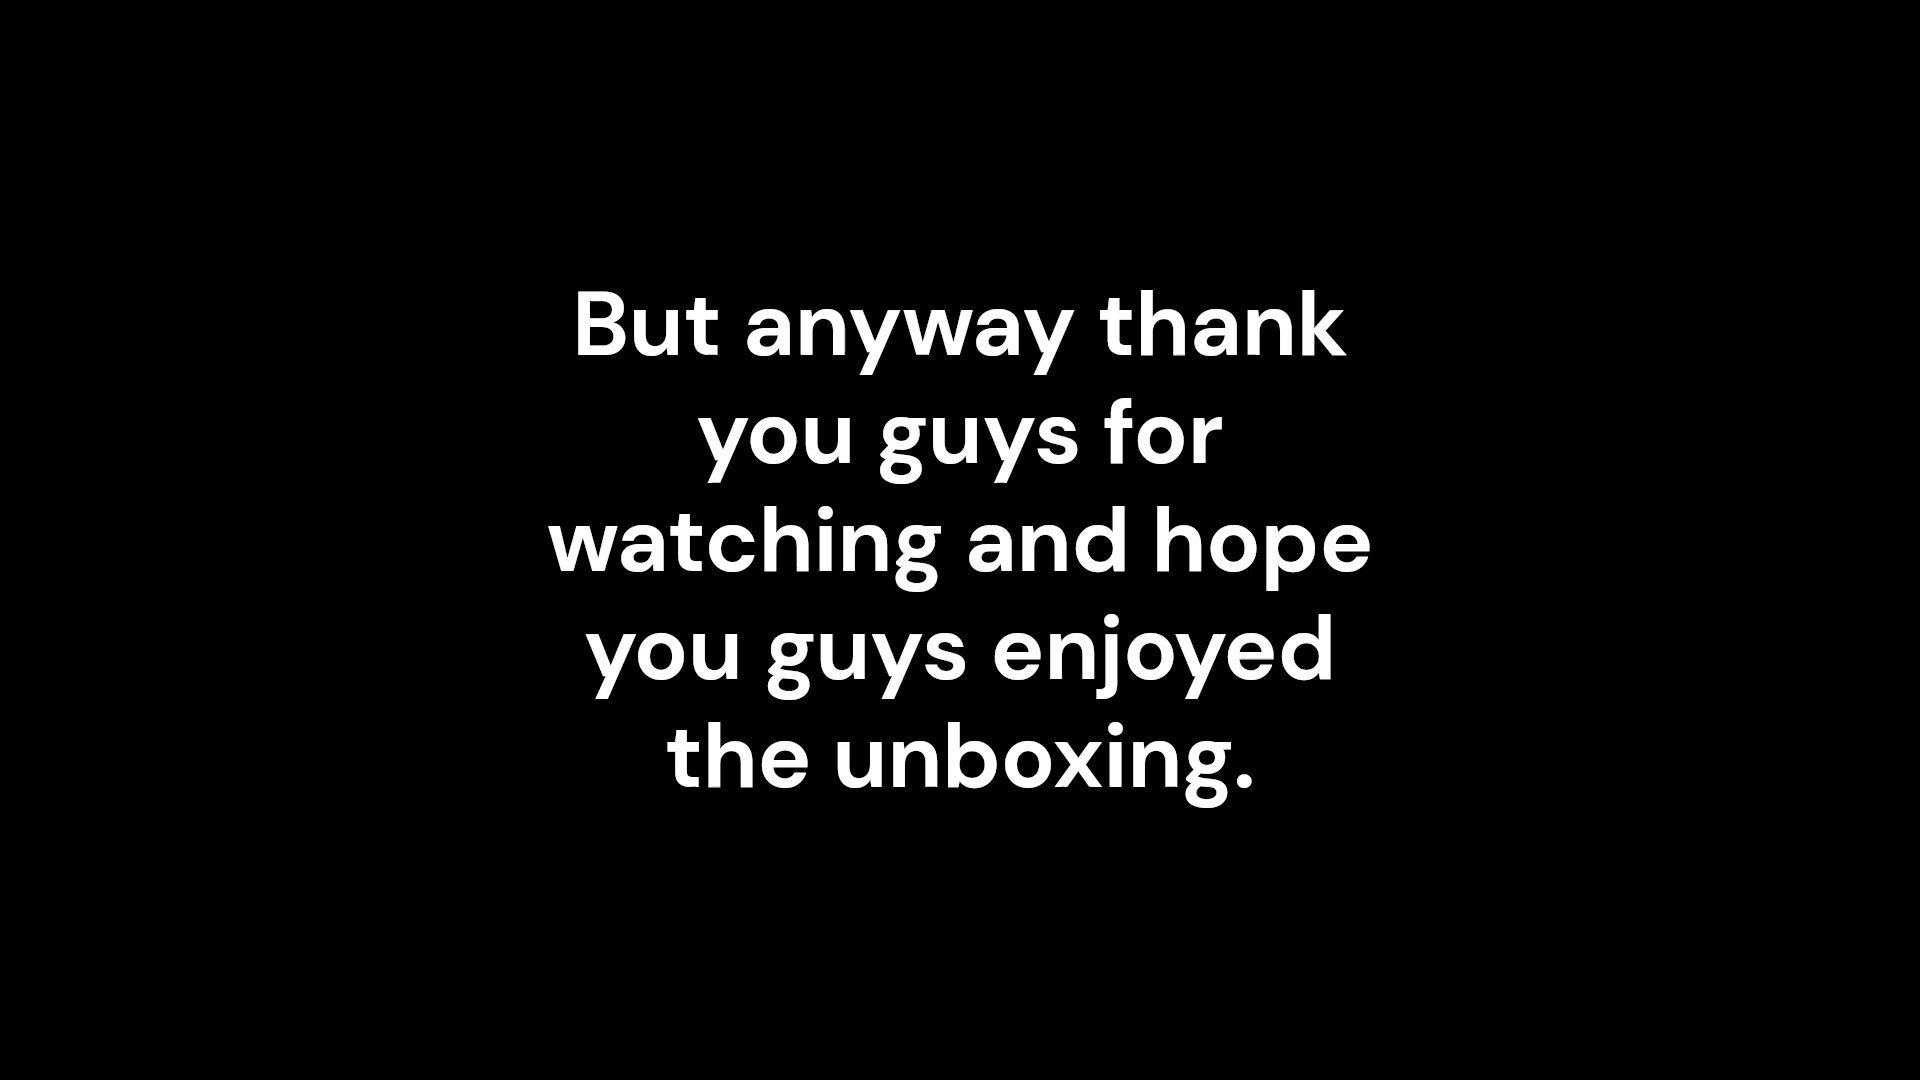 But anyway thank
you guys for
watching and hope
you guys enjoyed
the unboxing.